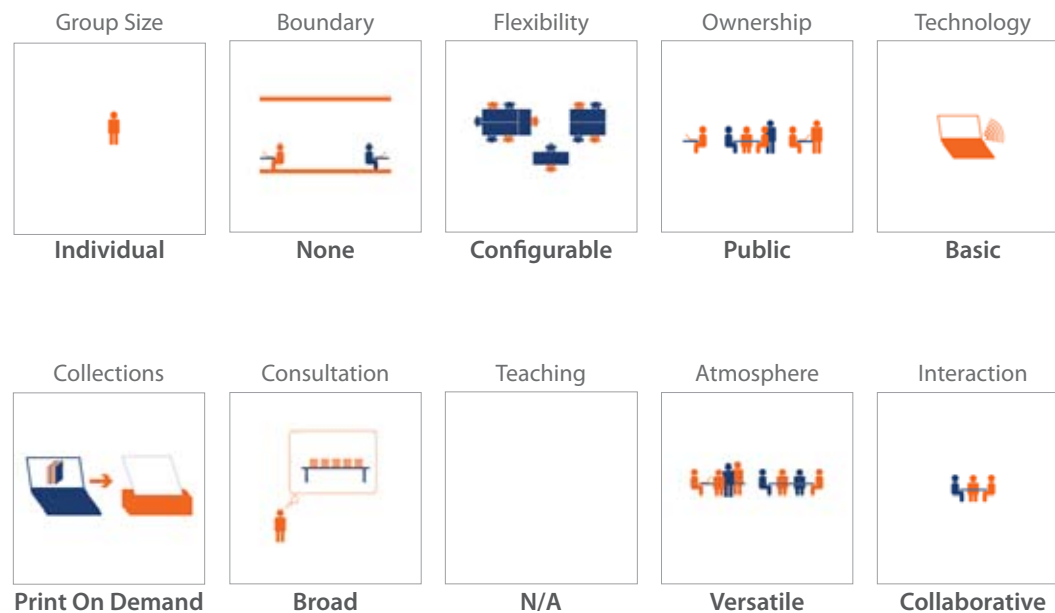 Group Size Boundary Flexibility Ownership Technology
Individual None Configurable Public Basic
Collections Consultation Teaching Atmosphere Interaction
Print On Demand Broad N/A Versatile Collaborative